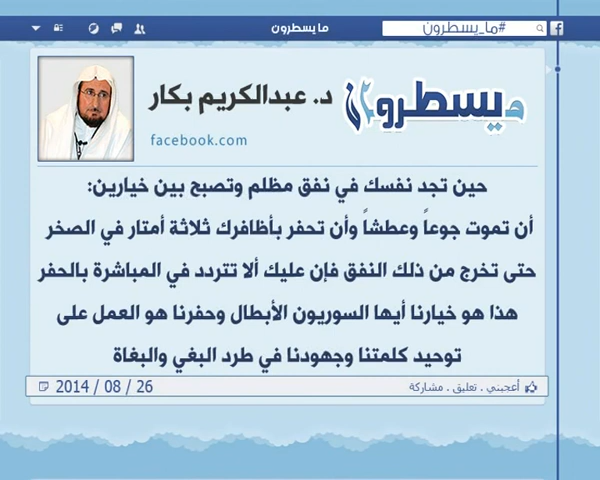 ما يسطرون
#ما_يسطرون
ما يسطرون
د. عبدالكريم بكار
facebook.com
حين تجد نفسك في نفق مظلم وتصبح بين خيارين:
أن تموت جوعاً وعطشاً وأن تحفر بأظافرك ثلاثة أمتار في الصخر
حتى تخرج من ذلك النفق فإن عليك ألا تتردد في المباشرة بالحفر
هذا هو خيارنا أيها السوريون الأبطال وحفرنا هو العمل على
توحيد كلمتنا وجهودنا في طرد البغي والبغاة
أعجبني . تعليق . مشاركة
2014 / 08 / 26